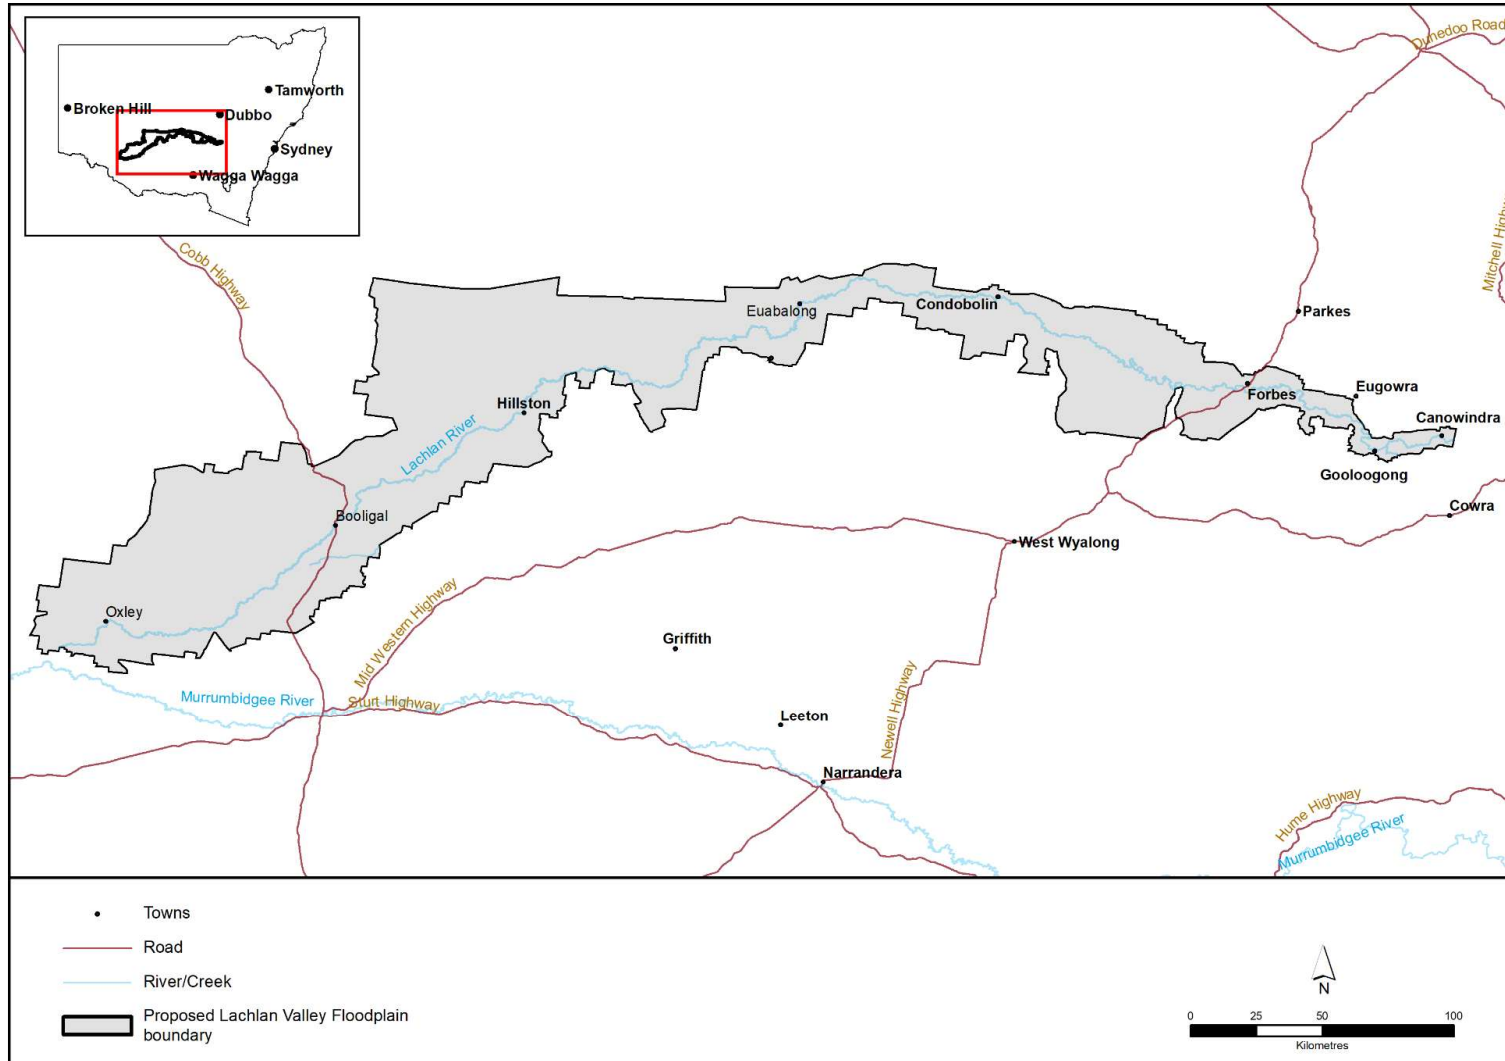 Dunedoo Road
Tamworth
Broken Hill
Dubbo
Sydney
Wagga Wagga
Mitchell Highw
Cobb Highway
Euabalong
Condobolin
Parkes
Eugowra
Forbes
Hillston
Canowindra
Lachlan River
Gooloogong
Booligal
Cowra
West Wyalong
Oxley
Mid Western Highway
Griffith
Murrumbidgee River
Sturt Highway
Newell Highway
Leeton
Narrandera
Hume Highway
Murrumbidgee River
Towns
Road
River/Creek
Proposed Lachlan Valley Floodplain
boundary
N
0 25 50 100
Kilometres